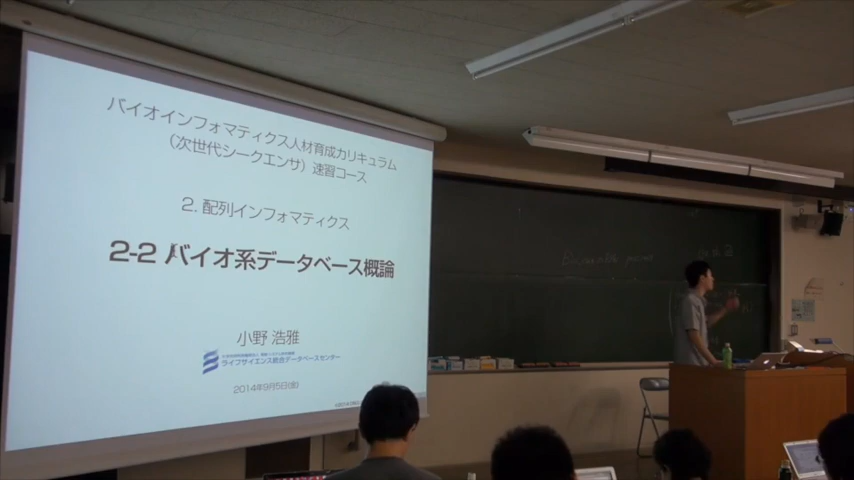 バイオインフォマティクス人材育成カリキュラム
（次世代シークエンサ）速習コース
2. 配列インフォマティクス
2-2 バイオ系データベース概論
小野 浩雅
ライフサイエンス統合データベースセンター
2014年9月5日(金)